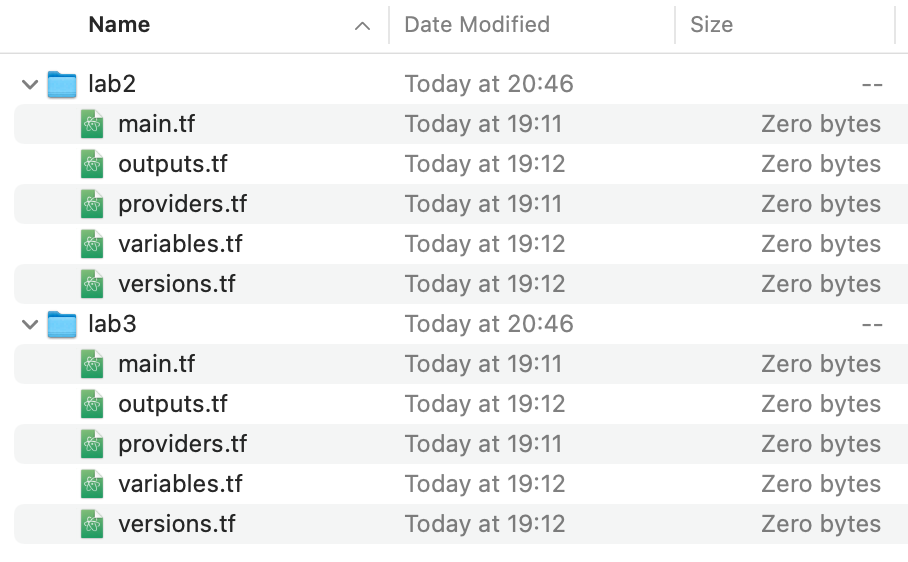 Name Date Modified Size
lab2 Today at 20:46 --
main.tf Today at 19:11 Zero bytes
outputs.tf Today at 19:12 Zero bytes
providers.tf Today at 19:11 Zero bytes
variables.tf Today at 19:12 Zero bytes
versions.tf Today at 19:12 Zero bytes
lab3 Today at 20:46 --
main.tf Today at 19:11 Zero bytes
outputs.tf Today at 19:12 Zero bytes
providers.tf Today at 19:11 Zero bytes
variables.tf Today at 19:12 Zero bytes
versions.tf Today at 19:12 Zero bytes